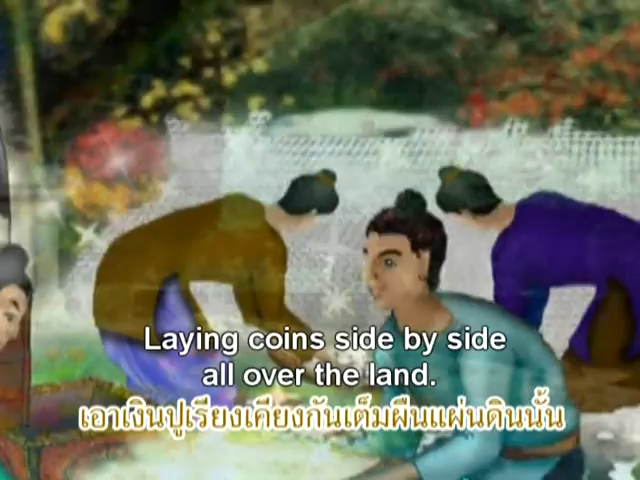 Laying coins side by side
all over the land.
เอาเงินปูเรียงเคียงกันเต็มผืนแผ่นดินนั้น